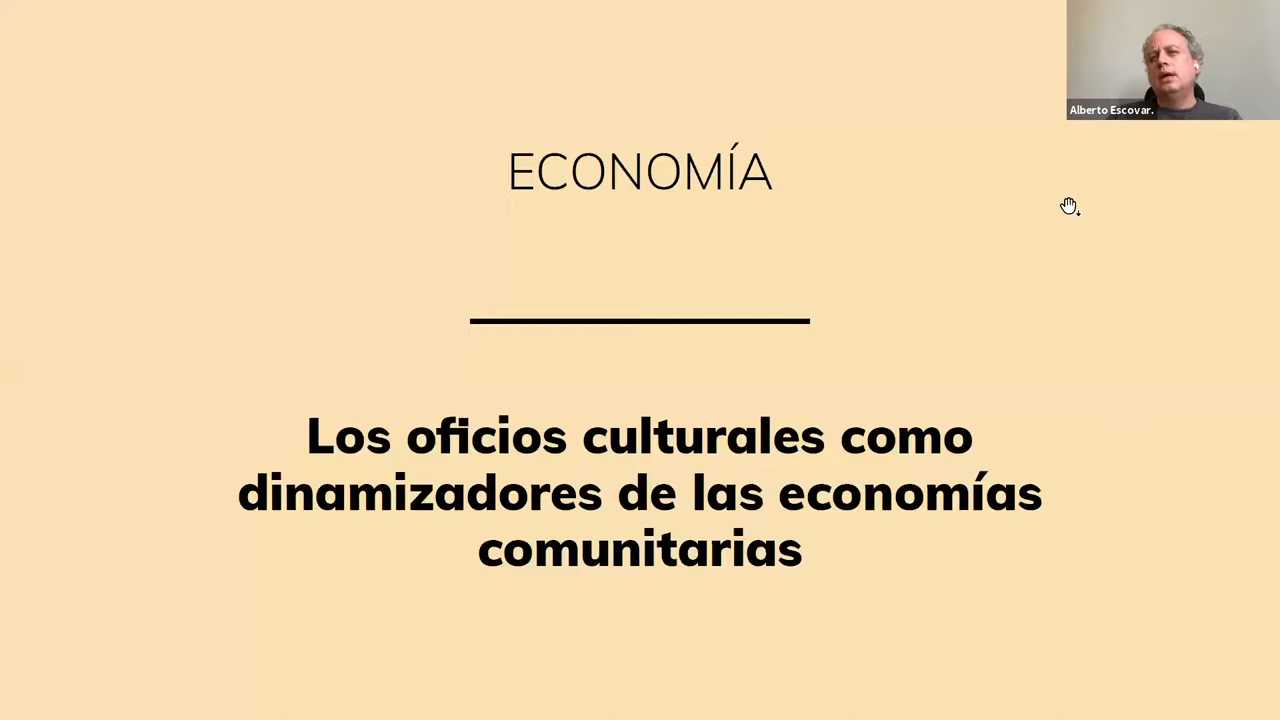 Alberto Escovar.
ECONOMÍA
Los oficios culturales como
dinamizadores de las economías
comunitarias